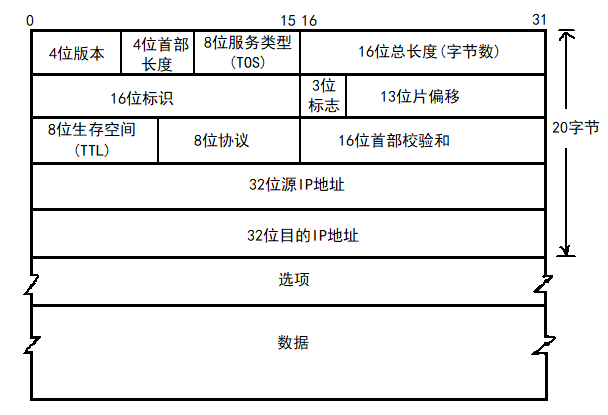 0 15 16 31
4位版本 4位首部 8位服务类型 16位总长度(字节数)
长度 (TOS)
16位标识 3位 13位片偏移
标志
20字节
8位生存空间 8位协议 16位首部校验和
(TTL)
32位源IP地址
32位目的IP地址
选项
数据